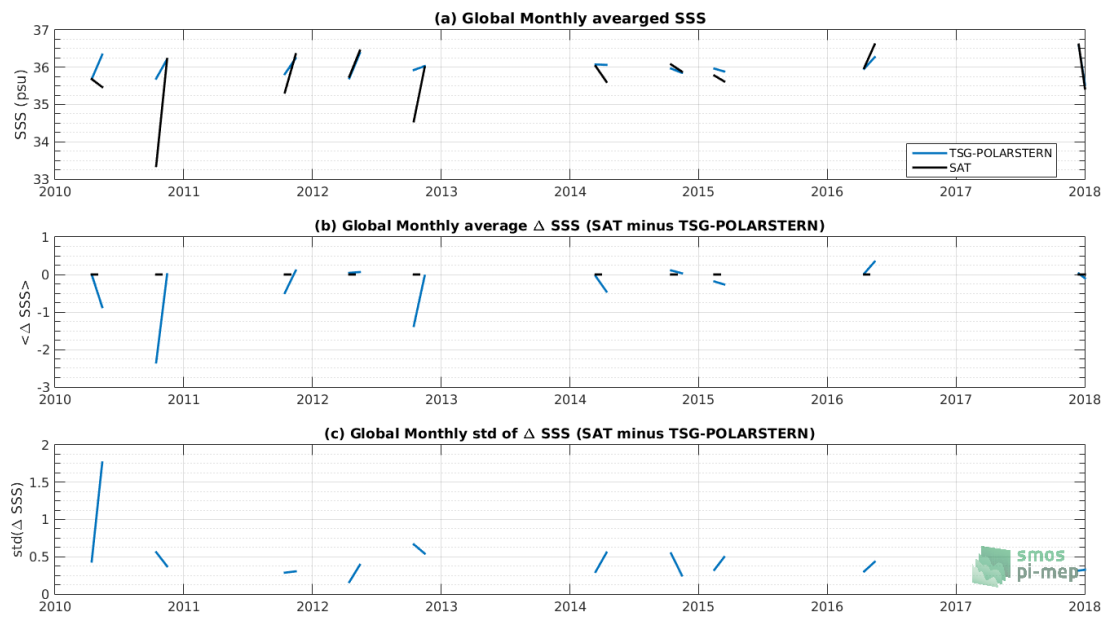 (a) Global Monthly avearged SSS
37
36
35
34
33
SSS (psu)
TSG-POLARSTERN
SAT
2010 2011 2012 2013 2014 2015 2016 2017 2018
(b) Global Monthly average Δ SSS (SAT minus TSG-POLARSTERN)
1
0
-1
-2
-3
<Δ SSS>
2010 2011 2012 2013 2014 2015 2016 2017 2018
(c) Global Monthly std of Δ SSS (SAT minus TSG-POLARSTERN)
2
1.5
1
0.5
0
std(Δ SSS)
smos
pi-mep
2010 2011 2012 2013 2014 2015 2016 2017 2018